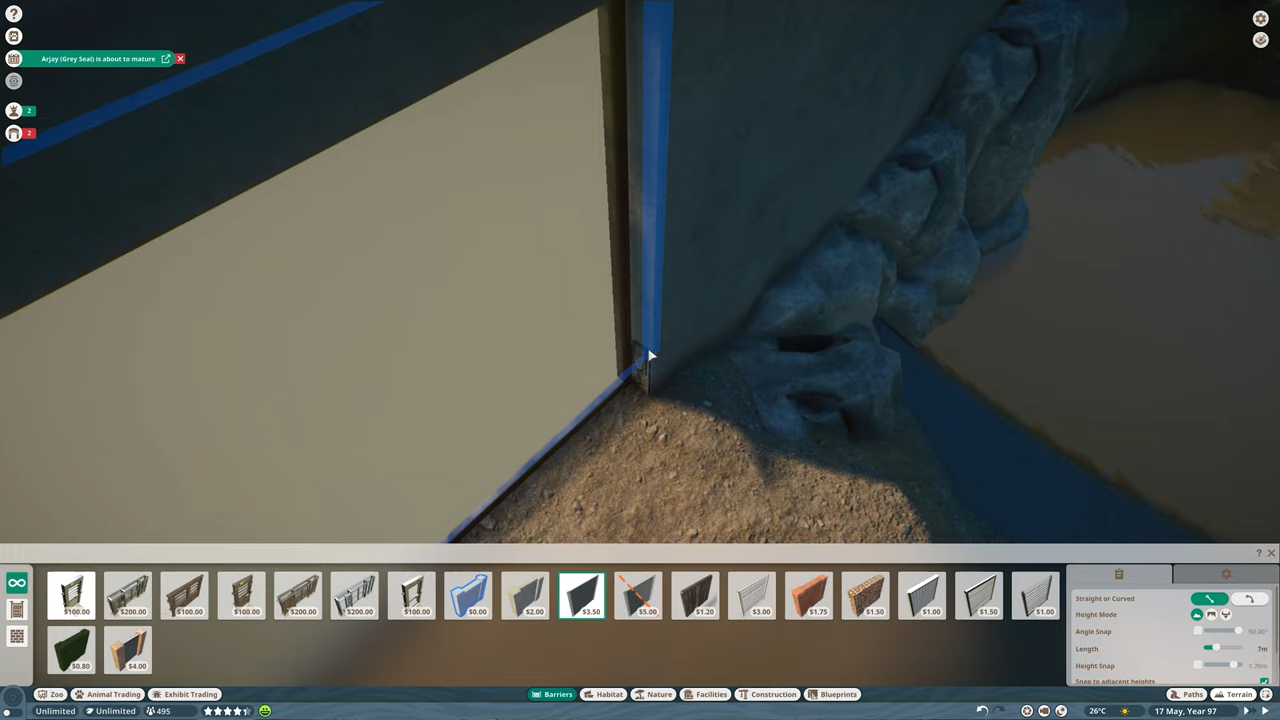 ?
Arjay (Grey Seal) is about to mature
2
2
? ×
$100.00 $200.00 $100.00 $100.00 $200.00 $200.00 $100.00 $0.00 $2.00 $3.50 $5.00 $1.20 $3.00 $1.75 $1.50 $1.00 $1.50 $1.00
$0.80 $4.00
Straight or Curved
Height Mode
Angle Snap 90.00°
Length 7m
Height Snap 1.70m
Snap to adjacent heights
Zoo Animal Trading Exhibit Trading Barriers Habitat Nature Facilities Construction Blueprints Paths Terrain
Unlimited Unlimited 495 26°C 17 May, Year 97